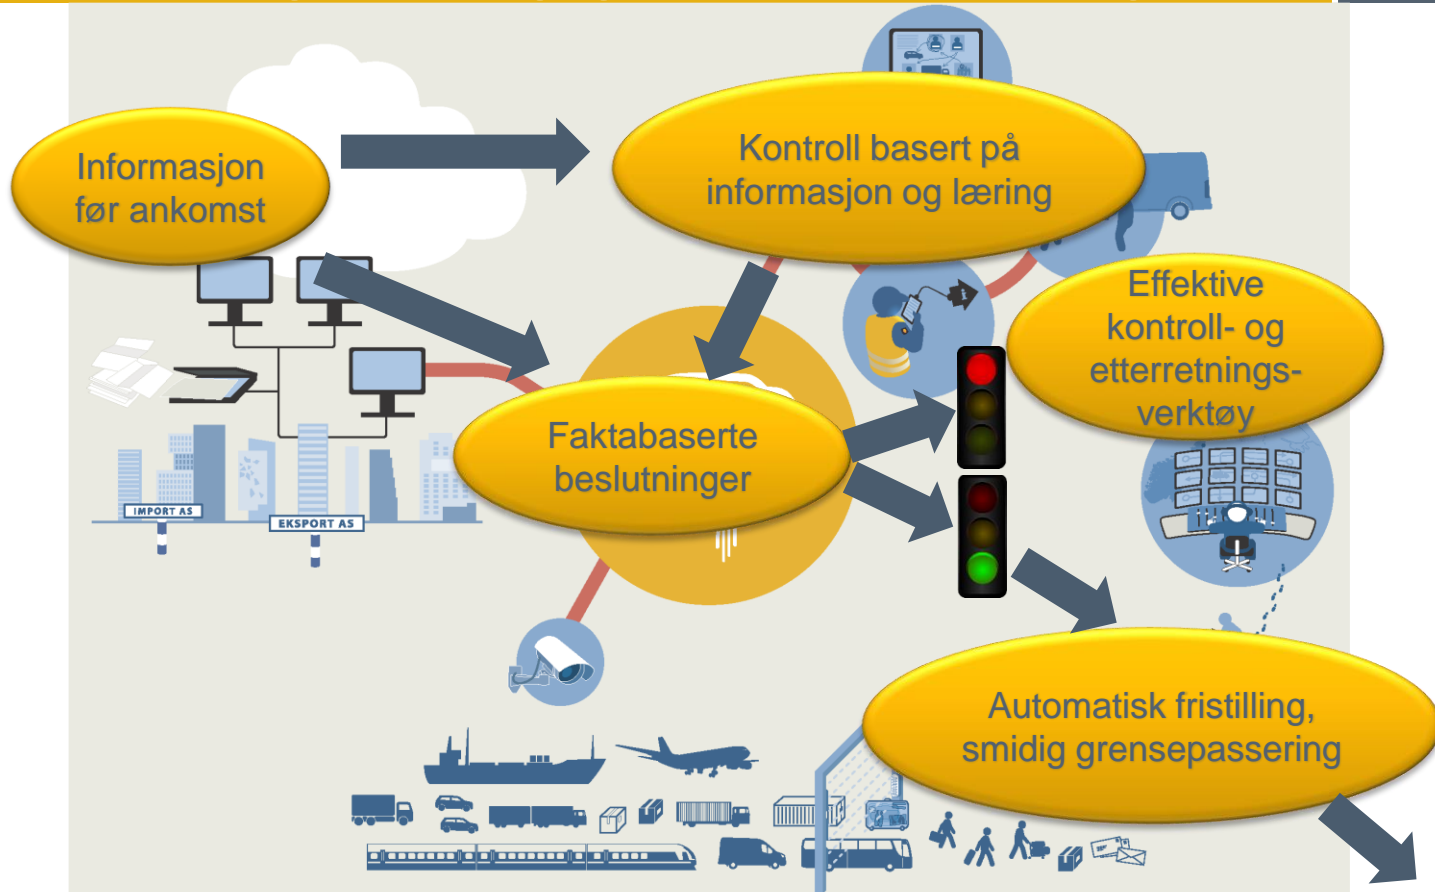 Informasjon
før ankomst
Kontroll basert på
informasjon og læring
Effektive
kontroll- og
etterretnings-
verktøy
Faktabaserte
beslutninger
IMPORT AS
EKSPORT AS
Automatisk fristilling,
smidig grensepassering